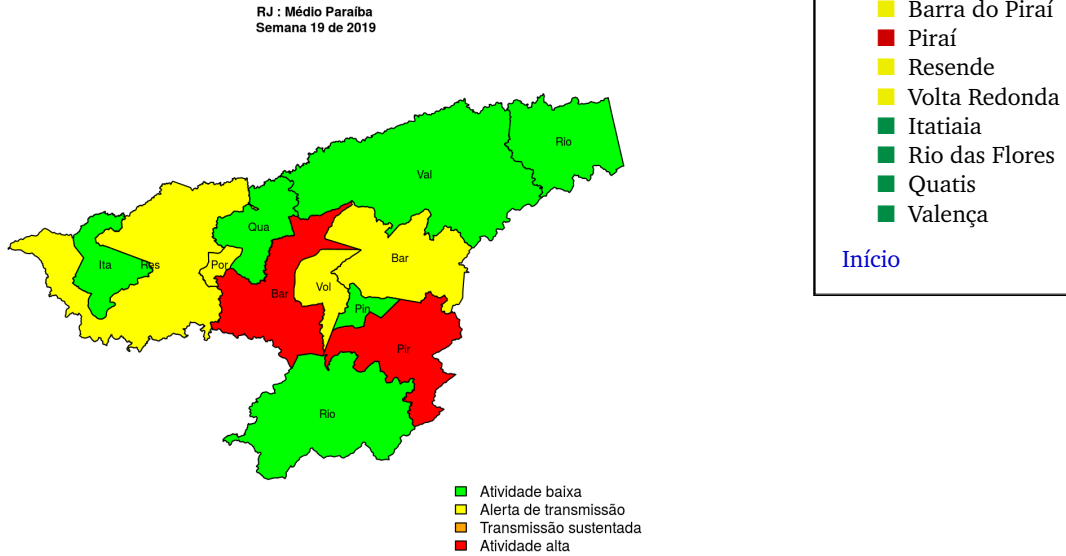 RJ : Médio Paraíba
Semana 19 de 2019
Rio
Val
Qua
Ita
Res
Por
Bar
Bar
Vol
Pin
Pir
Rio
Atividade baixa
Alerta de transmissão
Transmissão sustentada
Atividade alta
Barra do Piraí
Piraí
Resende
Volta Redonda
Itatiaia
Rio das Flores
Quatis
Valença
Início